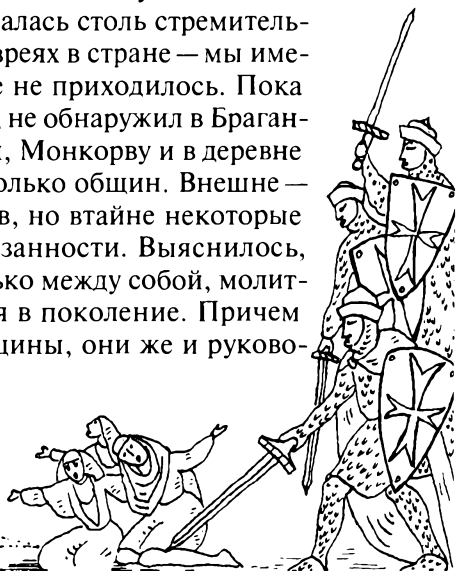 алась столь стремитель-
вреях в стране — мы име-
е не приходилось. Пока
не обнаружил в Браган-
, Монкорву и в деревне
олько общин. Внешне —
в, но втайне некоторые
занности. Выяснилось,
ько между собой, молит-
я в поколение. Причем
щины, они же и руково-